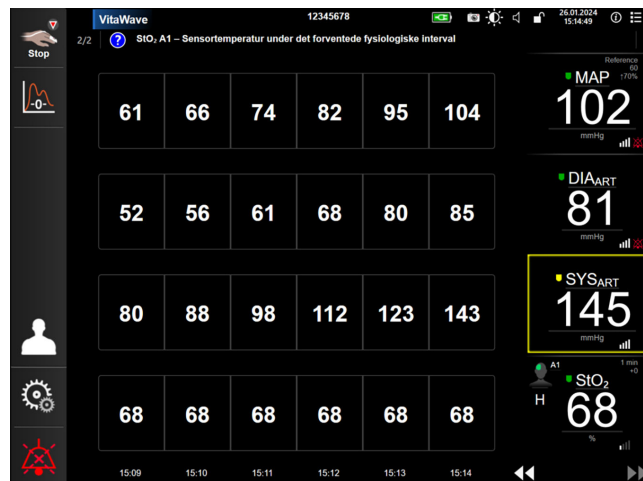 VitaWave
12345678
26.01.2024
15:14:49
2/2
StO₂ A1 – Sensortemperatur under det forventede fysiologiske interval
Stop
-0-
Reference
60
↑70%
MAP
102
mmHg
61 66 74 82 95 104
DIAART
81
mmHg
52 56 61 68 80 85
SYSART
145
mmHg
80 88 98 112 123 143
A1
1 min
+0
StO₂
H
68
%
68 68 68 68 68 68
15:09 15:10 15:11 15:12 15:13 15:14